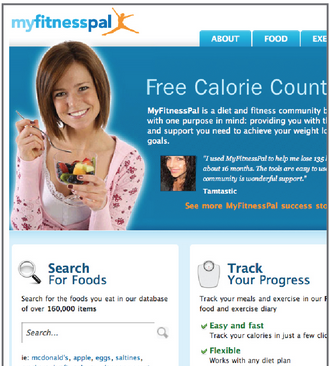 myfitnesspal
ABOUT FOOD EXE
Free Calorie Count
MyFitnessPal is a diet and fitness community b
with one purpose in mind: providing you with t
and support you need to achieve your weight lo
goals.
"I used MyFitnessPal to help me lose 135
about 16 months. The tools are easy to us
community is wonderful support."
Tamtastic
See more MyFitnessPal success sto
Search
For Foods
Search for the foods you eat in our database
of over 160,000 items
Search...
ie: mcdonald's, apple, eggs, saltines,
Track
Your Progress
Track your meals and exercise in our
food and exercise diary
Easy and fast
Track your calories in just a few clic
Flexible
Works with any diet plan